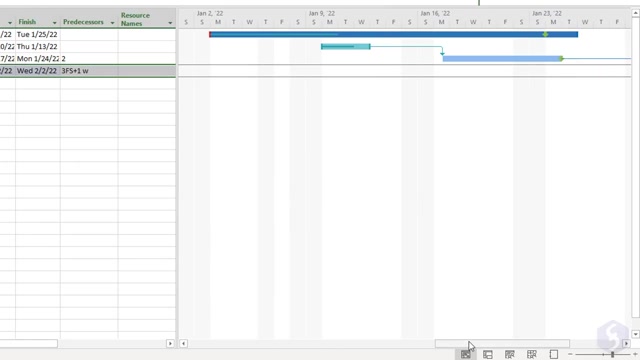 Finish Predecessors Resource Names
Jan 2, '22 Jan 9, '22 Jan 16, '22 Jan 23, '22
S S M T W T F S S M T W T F S S M T W T F S S M T W T F
/22 Tue 1/25/22
0/22 Thu 1/13/22
7/22 Mon 1/24/22 2
2/22 Wed 2/2/22 3FS+1 w